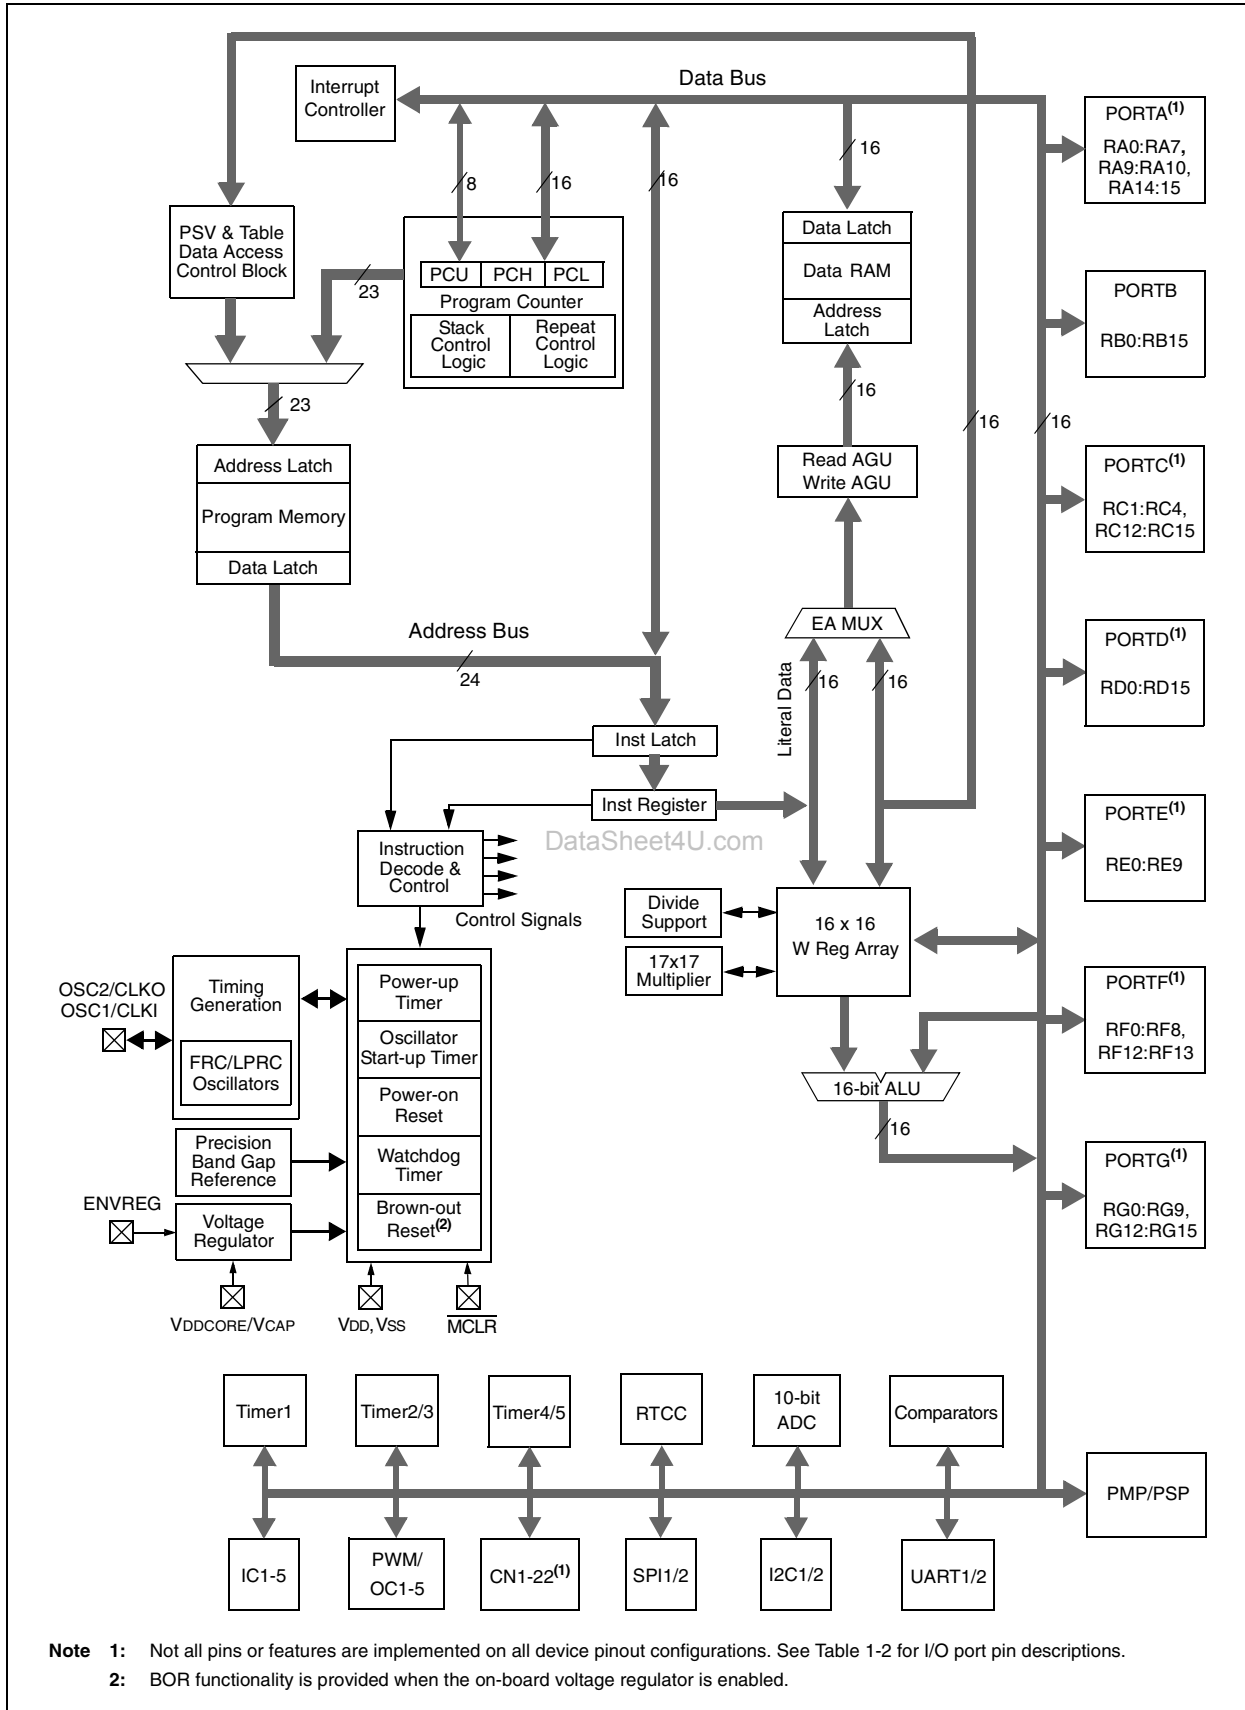 Data Bus
Interrupt
Controller
PORTA(1)
RA0:RA7,
RA9:RA10,
RA14:15
16
8
16
16
PSV & Table
Data Access
Control Block
23
PCU
PCH
PCL
Program Counter
Stack
Control
Logic
Repeat
Control
Logic
Data Latch
Data RAM
Address
Latch
PORTB
RB0:RB15
23
16
16
16
Address Latch
Program Memory
Data Latch
Read AGU
Write AGU
PORTC(1)
RC1:RC4,
RC12:RC15
Address Bus
24
EA MUX
Literal Data
16
16
PORTD(1)
RD0:RD15
Inst Latch
Inst Register
DataSheet4U.com
PORTE(1)
RE0:RE9
Instruction
Decode &
Control
Control Signals
Divide
Support
17x17
Multiplier
16 x 16
W Reg Array
OSC2/CLKO
OSC1/CLKI
Timing
Generation
FRC/LPRC
Oscillators
Power-up
Timer
Oscillator
Start-up Timer
Power-on
Reset
Watchdog
Timer
Brown-out
Reset(2)
PORTF(1)
RF0:RF8,
RF12:RF13
16-bit ALU
16
Precision
Band Gap
Reference
ENVREG
Voltage
Regulator
PORTG(1)
RG0:RG9,
RG12:RG15
VDDCORE/VCAP
VDD, VSS
MCLR
Timer1
Timer2/3
Timer4/5
RTCC
10-bit
ADC
Comparators
PMP/PSP
IC1-5
PWM/
OC1-5
CN1-22(1)
SPI1/2
I2C1/2
UART1/2
Note 1: Not all pins or features are implemented on all device pinout configurations. See Table 1-2 for I/O port pin descriptions.
2: BOR functionality is provided when the on-board voltage regulator is enabled.